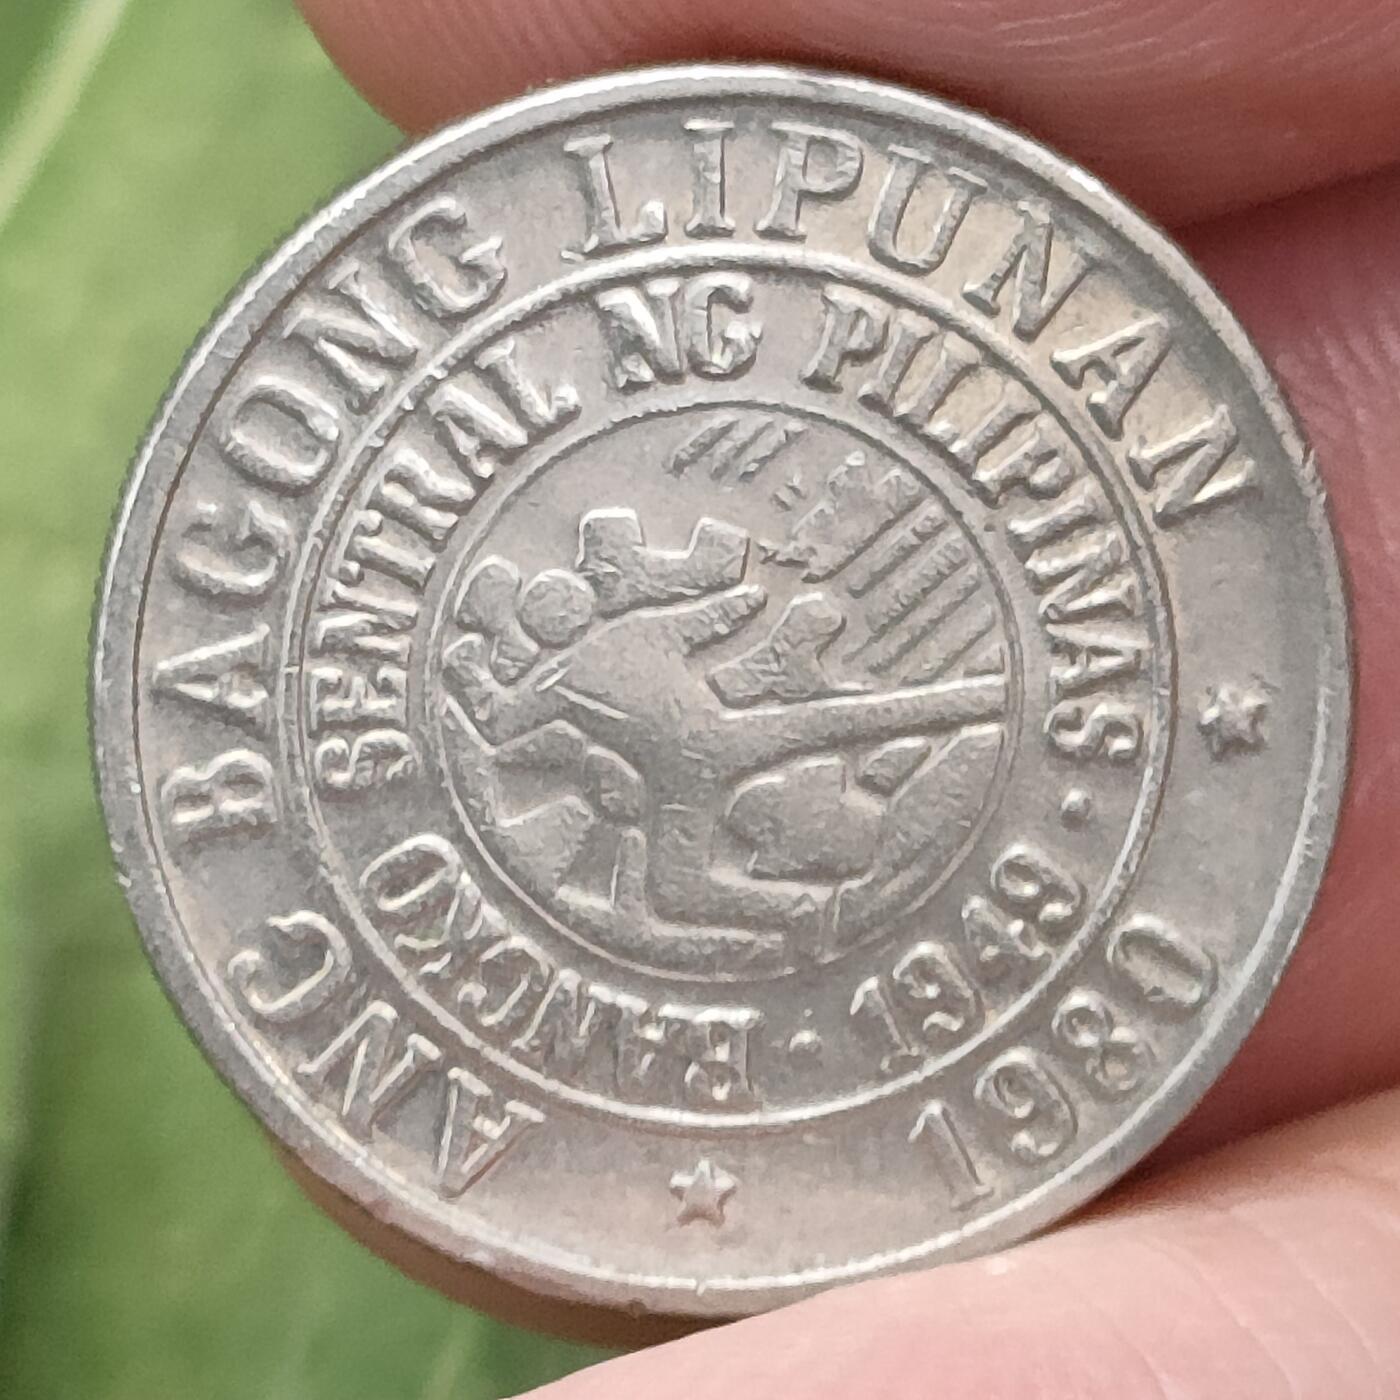 ANG BAGONG LIPUNAN
1980
BANGKO SENTRAL NG PILIPINAS · 1949 ·